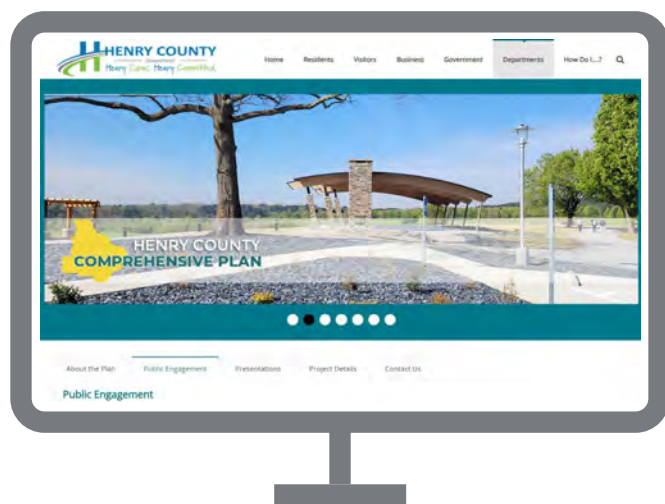 HENRY COUNTY
Henry Cares. Henry Committed.
Home Residents Visitors Business Government Departments How Do I...?
HENRY COUNTY
COMPREHENSIVE PLAN
About the Plan Public Engagement Presentations Project Details Contact Us
Public Engagement